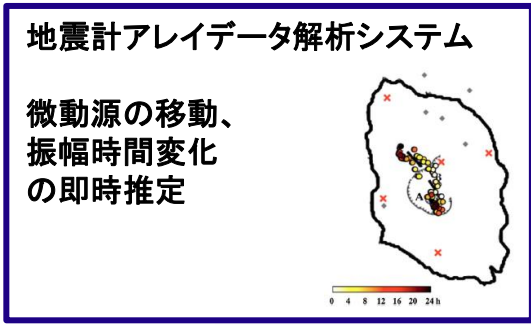 地震計アレイデータ解析システム
微動源の移動、
振幅時間変化
の即時推定
A
0 4 8 12 16 20 24 h